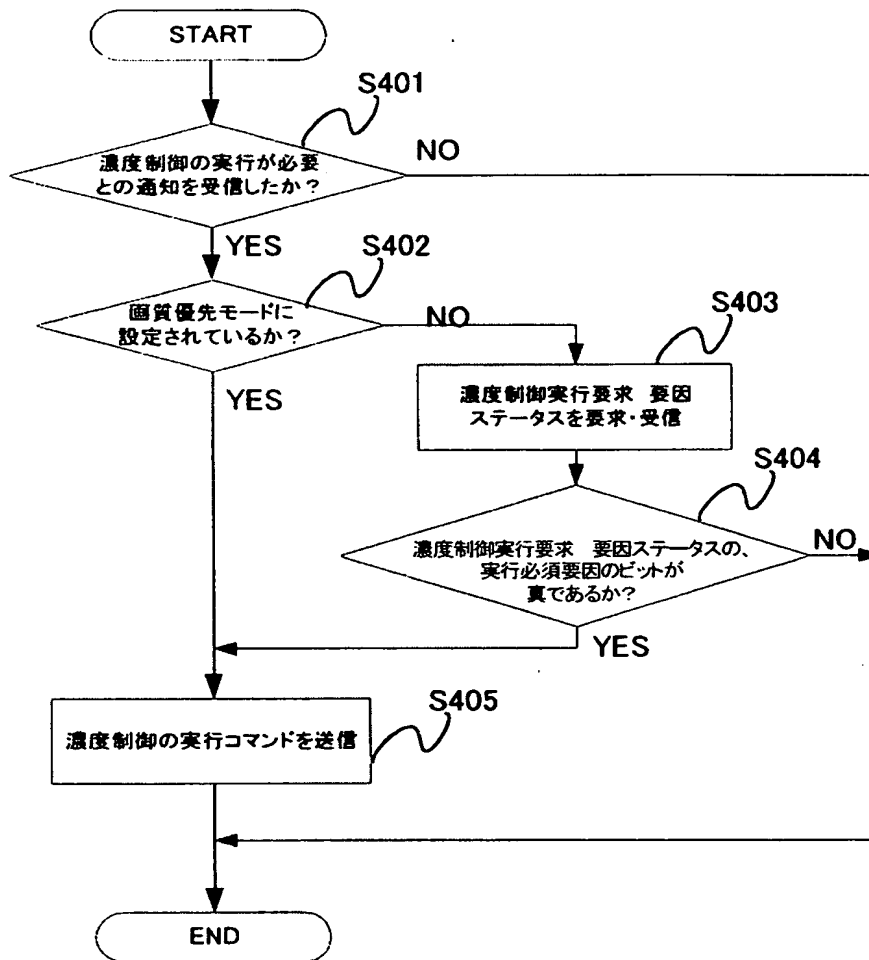 START
S401
濃度制御の実行が必要
との通知を受信したか？
NO
YES
S402
画質優先モードに
設定されているか？
NO
S403
YES
濃度制御実行要求　要因
ステータスを要求・受信
S404
濃度制御実行要求　要因ステータスの、
実行必須要因のビットが
真であるか？
NO
YES
S405
濃度制御の実行コマンドを送信
END